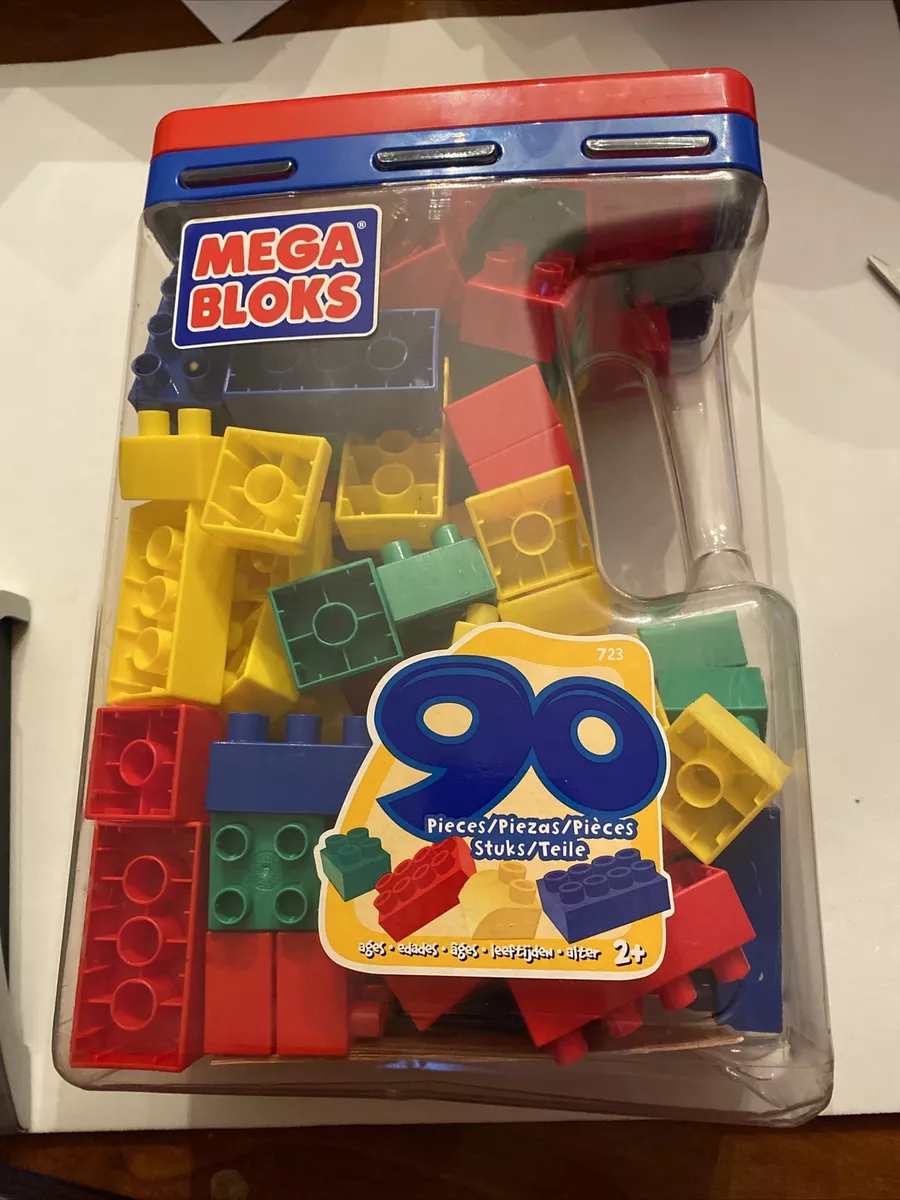 MEGA
BLOKS®
723
90
Pieces/Piezas/Pièces
Stuks/Teile
ages • edades • âges • leeftijden • alter 2+